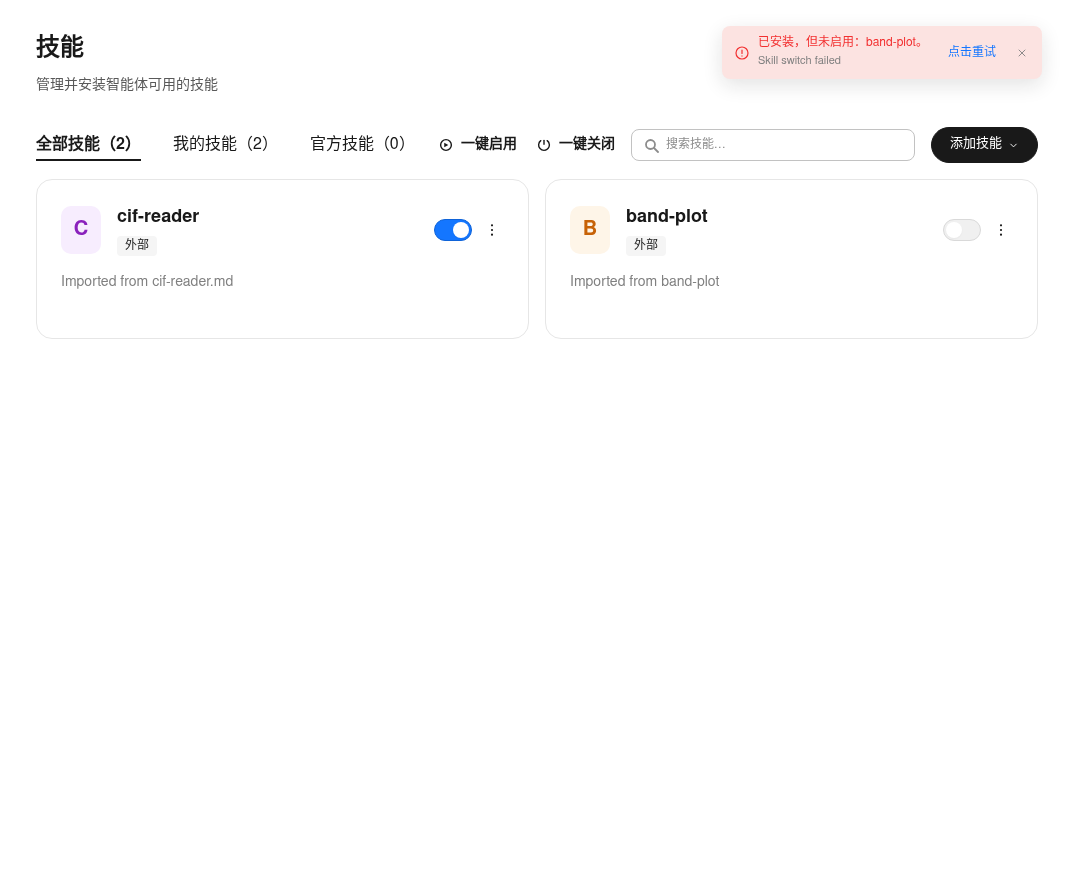 技能
管理并安装智能体可用的技能
已安装，但未启用：band-plot。
Skill switch failed
点击重试
全部技能（2） 我的技能（2） 官方技能（0） 一键启用 一键关闭 搜索技能... 添加技能
C cif-reader
外部
Imported from cif-reader.md
B band-plot
外部
Imported from band-plot